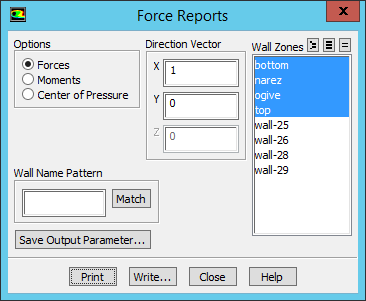 Force Reports
Options
Forces
Moments
Center of Pressure
Direction Vector
X 1
Y 0
Z 0
Wall Zones
bottom
narez
ogive
top
wall-25
wall-26
wall-28
wall-29
Wall Name Pattern
Match
Save Output Parameter...
Print Write... Close Help